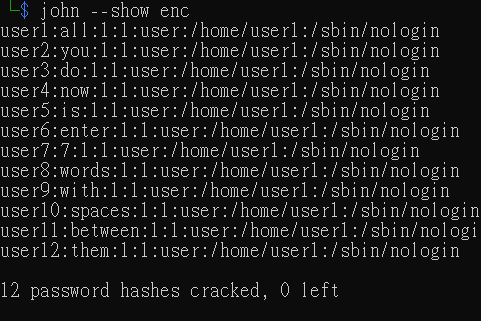 └$ john --show enc
user1:all:1:1:user:/home/user1:/sbin/nologin
user2:you:1:1:user:/home/user1:/sbin/nologin
user3:do:1:1:user:/home/user1:/sbin/nologin
user4:now:1:1:user:/home/user1:/sbin/nologin
user5:is:1:1:user:/home/user1:/sbin/nologin
user6:enter:1:1:user:/home/user1:/sbin/nologin
user7:7:1:1:user:/home/user1:/sbin/nologin
user8:words:1:1:user:/home/user1:/sbin/nologin
user9:with:1:1:user:/home/user1:/sbin/nologin
user10:spaces:1:1:user:/home/user1:/sbin/nologin
user11:between:1:1:user:/home/user1:/sbin/nologi
user12:them:1:1:user:/home/user1:/sbin/nologin
12 password hashes cracked, 0 left